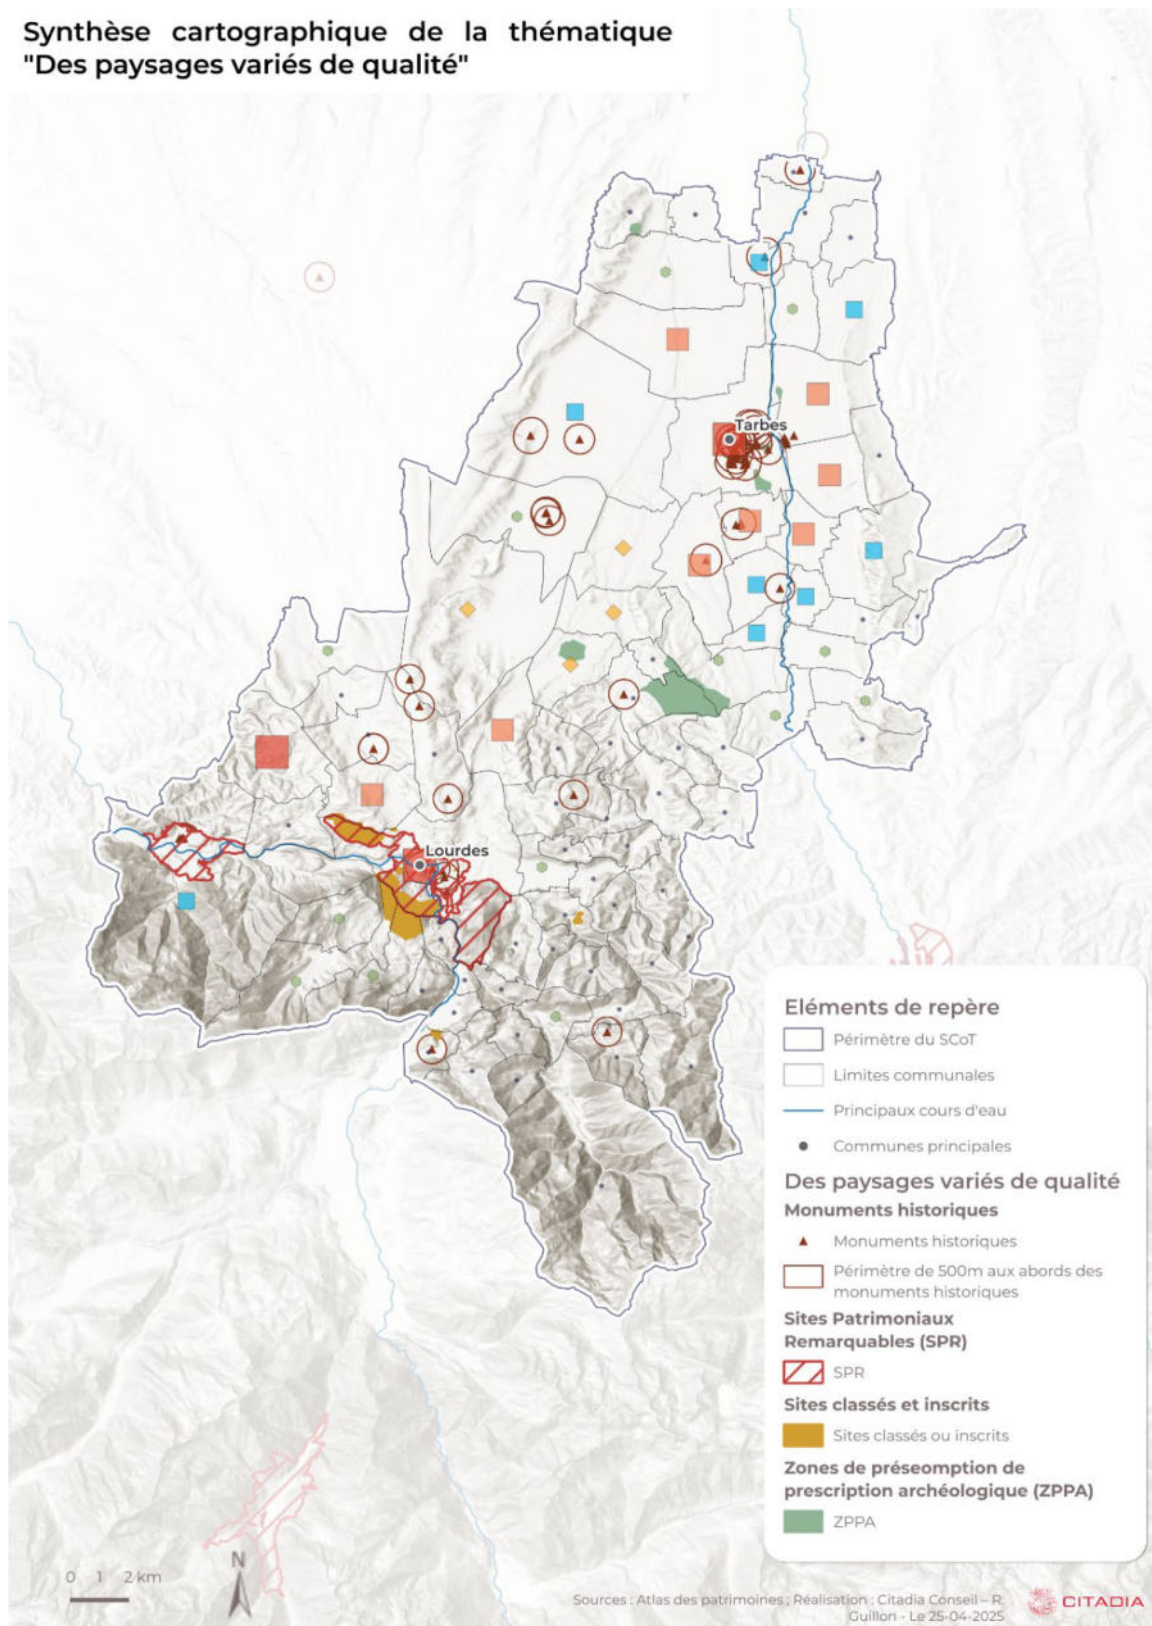 Synthèse cartographique de la thématique
"Des paysages variés de qualité"
Tarbes
Lourdes
Eléments de repère
Périmètre du SCoT
Limites communales
Principaux cours d'eau
Communes principales
Des paysages variés de qualité
Monuments historiques
Monuments historiques
Périmètre de 500m aux abords des
monuments historiques
Sites Patrimoniaux
Remarquables (SPR)
SPR
Sites classés et inscrits
Sites classés ou inscrits
Zones de préseomption de
prescription archéologique (ZPPA)
ZPPA
0 1 2 km
N
Sources : Atlas des patrimoines ; Réalisation : Citadia Conseil – R.
Guillon - Le 25-04-2025
CITADIA